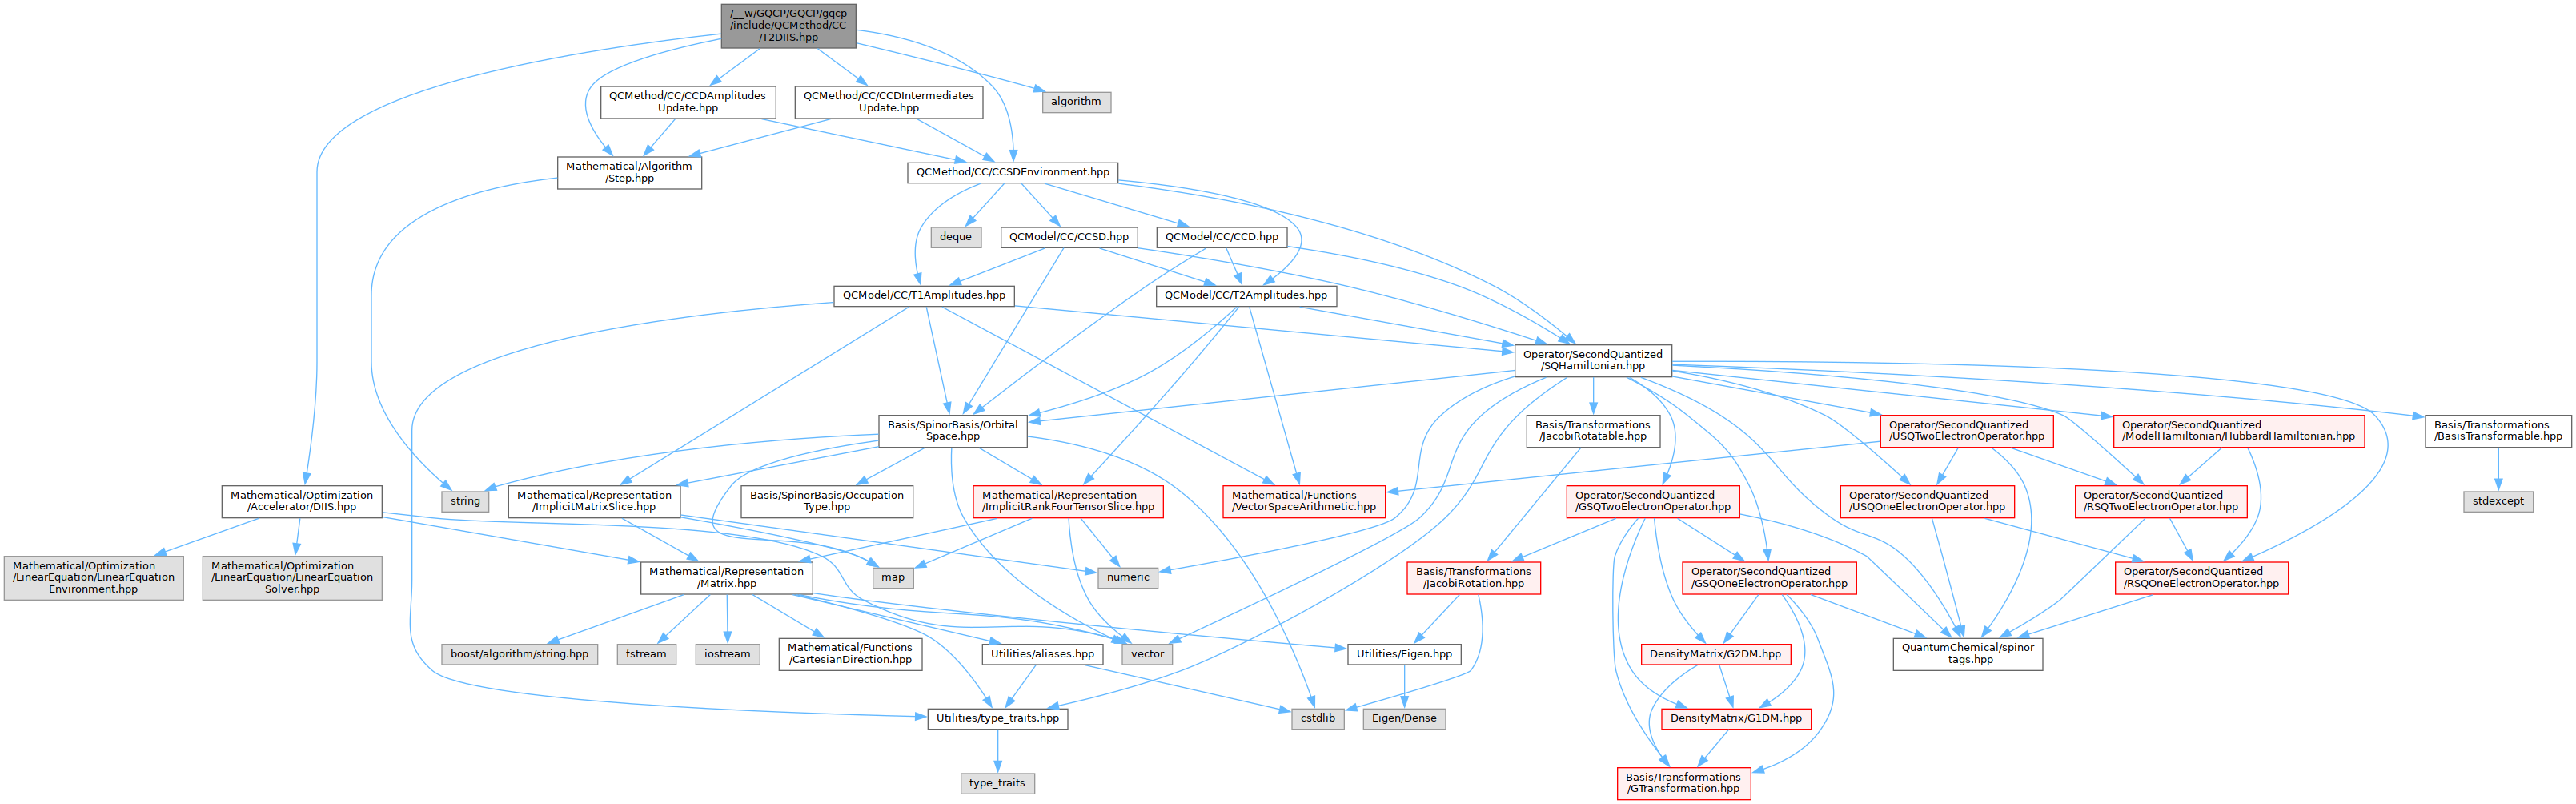 /__w/GQCP/GQCP/gqcp
/include/QCMethod/CC
/T2DIIS.hpp
QCMethod/CC/CCDAmplitudes
Update.hpp
QCMethod/CC/CCDIntermediates
Update.hpp
algorithm
Mathematical/Algorithm
/Step.hpp
QCMethod/CC/CCSDEnvironment.hpp
deque
QCModel/CC/CCSD.hpp
QCModel/CC/CCD.hpp
QCModel/CC/T1Amplitudes.hpp
QCModel/CC/T2Amplitudes.hpp
Operator/SecondQuantized
/SQHamiltonian.hpp
Basis/SpinorBasis/Orbital
Space.hpp
Basis/Transformations
/JacobiRotatable.hpp
Operator/SecondQuantized
/USQTwoElectronOperator.hpp
Operator/SecondQuantized
/ModelHamiltonian/HubbardHamiltonian.hpp
Basis/Transformations
/BasisTransformable.hpp
Mathematical/Optimization
/Accelerator/DIIS.hpp
string
Mathematical/Representation
/ImplicitMatrixSlice.hpp
Basis/SpinorBasis/Occupation
Type.hpp
Mathematical/Representation
/ImplicitRankFourTensorSlice.hpp
Mathematical/Functions
/VectorSpaceArithmetic.hpp
Operator/SecondQuantized
/GSQTwoElectronOperator.hpp
Operator/SecondQuantized
/USQOneElectronOperator.hpp
Operator/SecondQuantized
/RSQTwoElectronOperator.hpp
stdexcept
Mathematical/Optimization
/LinearEquation/LinearEquation
Environment.hpp
Mathematical/Optimization
/LinearEquation/LinearEquation
Solver.hpp
Mathematical/Representation
/Matrix.hpp
map
numeric
Basis/Transformations
/JacobiRotation.hpp
Operator/SecondQuantized
/GSQOneElectronOperator.hpp
Operator/SecondQuantized
/RSQOneElectronOperator.hpp
boost/algorithm/string.hpp
fstream
iostream
Mathematical/Functions
/CartesianDirection.hpp
Utilities/aliases.hpp
vector
Utilities/Eigen.hpp
DensityMatrix/G2DM.hpp
QuantumChemical/spinor
_tags.hpp
Utilities/type_traits.hpp
cstdlib
Eigen/Dense
DensityMatrix/G1DM.hpp
type_traits
Basis/Transformations
/GTransformation.hpp